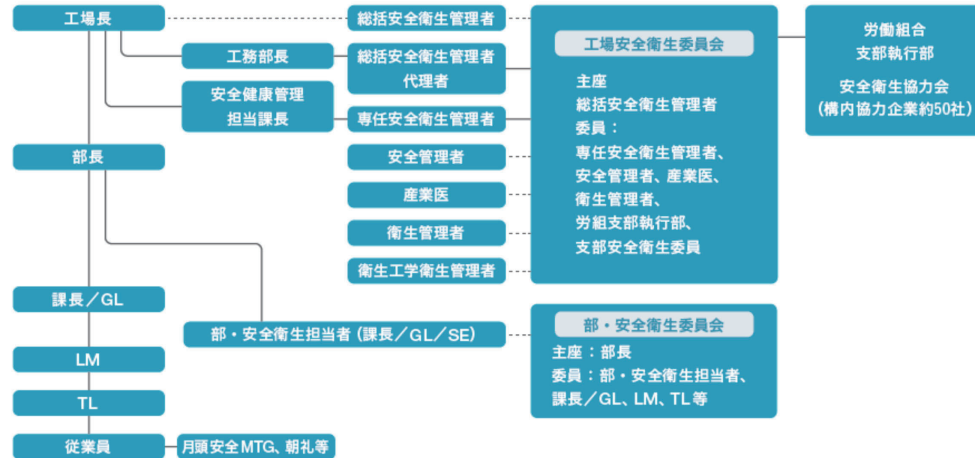 工場長
総括安全衛生管理者
工務部長
総括安全衛生管理者
代理者
安全健康管理
担当課長
専任安全衛生管理者
部長
安全管理者
産業医
衛生管理者
衛生工学衛生管理者
工場安全衛生委員会
主座
総括安全衛生管理者
委員：
専任安全衛生管理者、
安全管理者、産業医、
衛生管理者、
労組支部執行部、
支部安全衛生委員
労働組合
支部執行部
安全衛生協力会
(構内協力企業約50社)
課長／GL
部・安全衛生担当者 (課長／GL／SE)
部・安全衛生委員会
主座：部長
委員：部・安全衛生担当者、
課長／GL、LM、TL等
LM
TL
従業員
月頭安全MTG、朝礼等